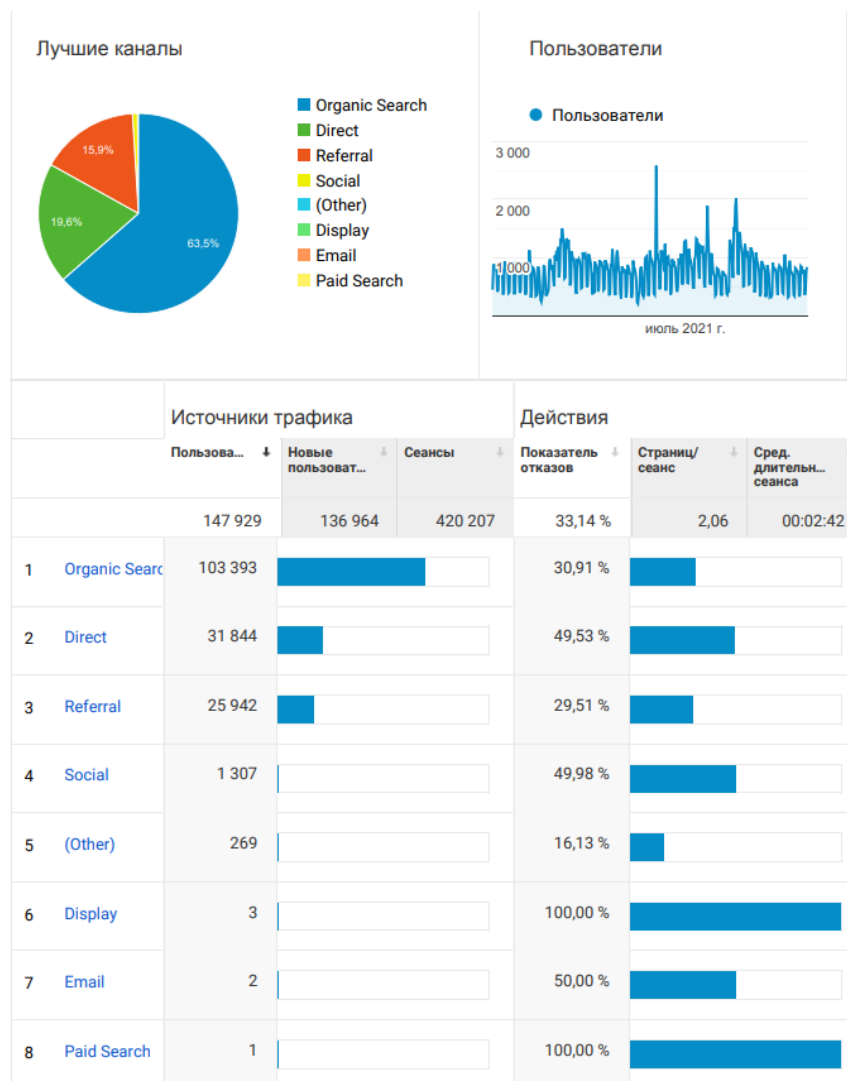 Лучшие каналы
Organic Search
Direct
Referral
Social
(Other)
Display
Email
Paid Search
15,9%
19,6%
63,5%
Пользователи
Пользователи
3 000
2 000
1 000
июль 2021 г.
Источники трафика
Действия
Пользова...
Новые пользоват...
Сеансы
Показатель отказов
Страниц/ сеанс
Сред. длительн... сеанса
147 929
136 964
420 207
33,14 %
2,06
00:02:42
1 Organic Searc 103 393 30,91 %
2 Direct 31 844 49,53 %
3 Referral 25 942 29,51 %
4 Social 1 307 49,98 %
5 (Other) 269 16,13 %
6 Display 3 100,00 %
7 Email 2 50,00 %
8 Paid Search 1 100,00 %